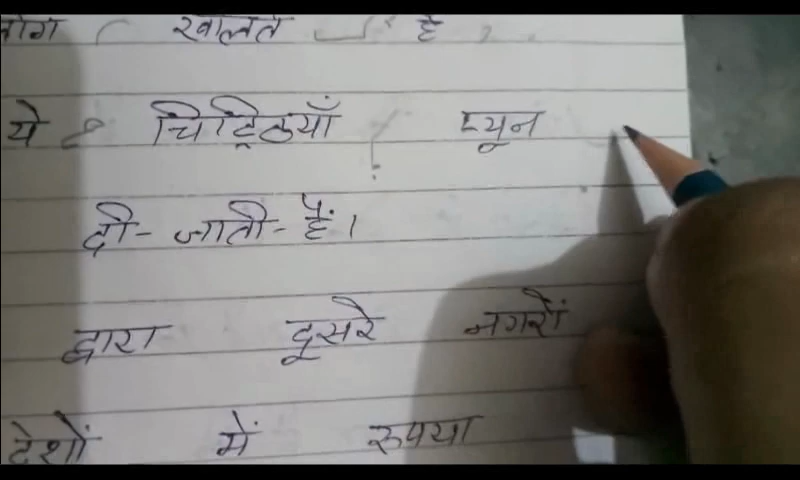 लोग खोलते है
ये चिट्ठियाँ च्यून
दी- जाती- हैं।
द्वारा दूसरे नगरों
देशों में रुपया